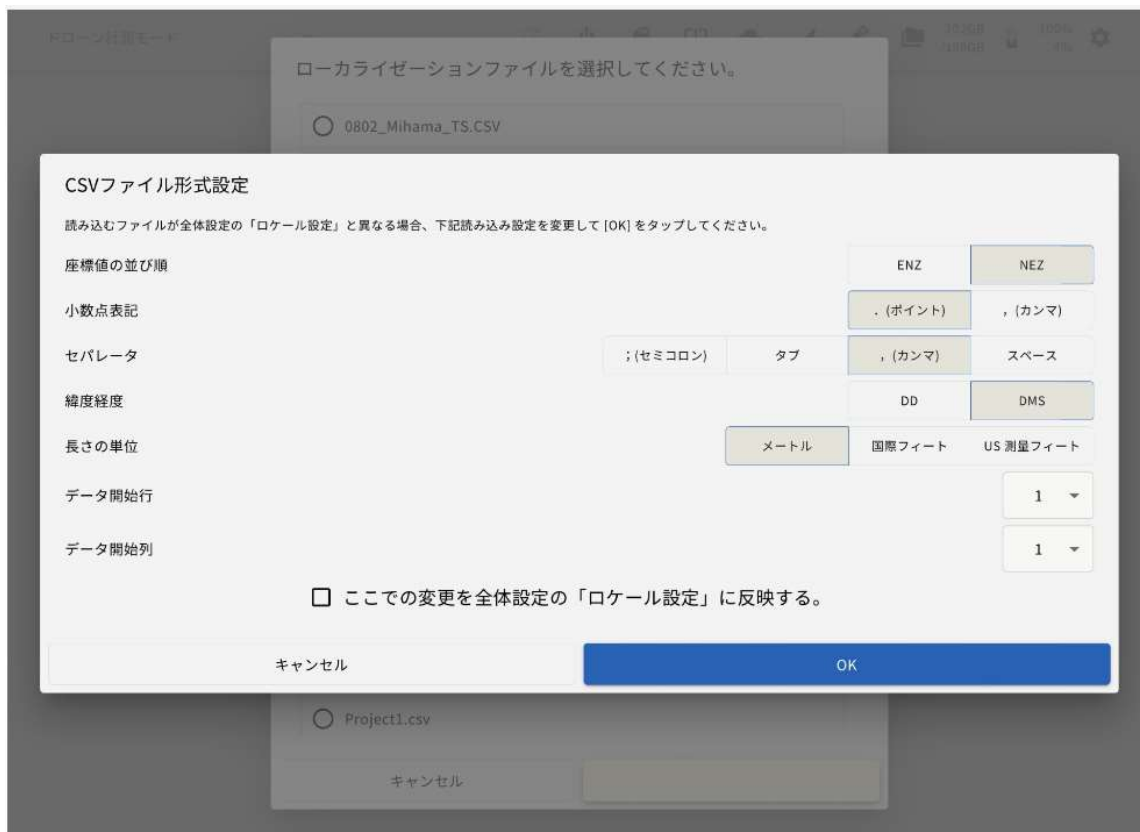 ドローン計測モード
ローカライゼーションファイルを選択してください。
0802_Mihama_TS.CSV
CSVファイル形式設定
読み込むファイルが全体設定の「ロケール設定」と異なる場合、下記読み込み設定を変更して [OK] をタップしてください。
座標値の並び順 ENZ NEZ
小数点表記 . (ポイント) , (カンマ)
セパレータ ; (セミコロン) タブ , (カンマ) スペース
緯度経度 DD DMS
長さの単位 メートル 国際フィート US 測量フィート
データ開始行 1
データ開始列 1
ここでの変更を全体設定の「ロケール設定」に反映する。
キャンセル OK
Project1.csv
キャンセル